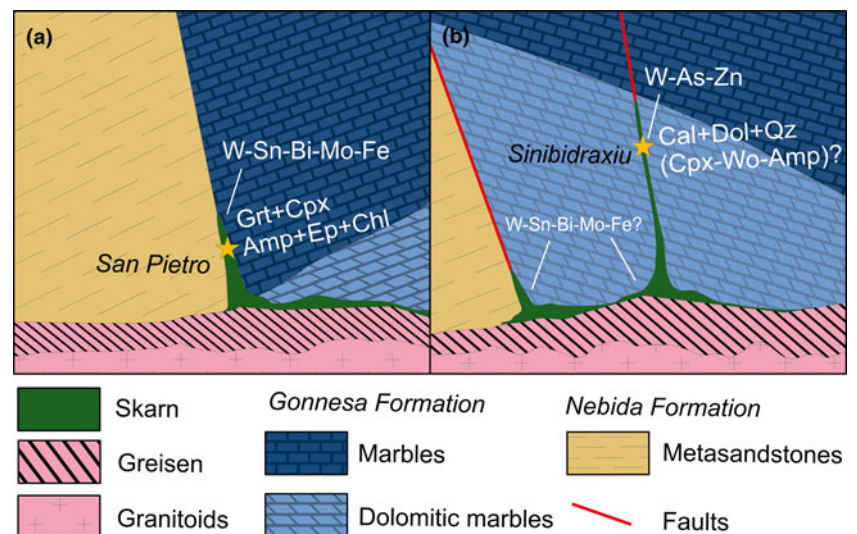 (a)
W-Sn-Bi-Mo-Fe
Grt+Cpx
Amp+Ep+Chl
San Pietro
(b)
W-As-Zn
Cal+Dol+Qz
(Cpx-Wo-Amp)?
Sinibidraxiu
W-Sn-Bi-Mo-Fe?
Skarn
Greisen
Granitoids
Gonnesa Formation
Marbles
Dolomitic marbles
Nebida Formation
Metasandstones
Faults